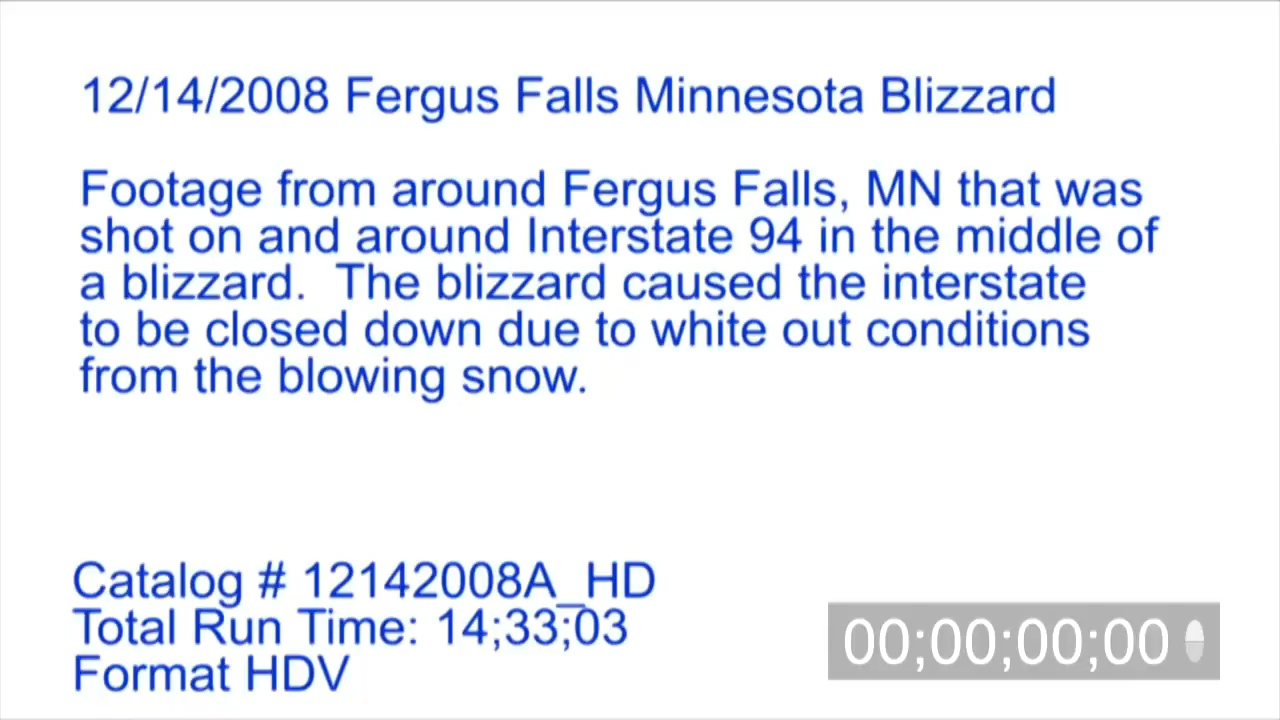 12/14/2008 Fergus Falls Minnesota Blizzard
Footage from around Fergus Falls, MN that was
shot on and around Interstate 94 in the middle of
a blizzard.  The blizzard caused the interstate
to be closed down due to white out conditions
from the blowing snow.
Catalog # 12142008A_HD
Total Run Time: 14;33;03
Format HDV
00;00;00;00